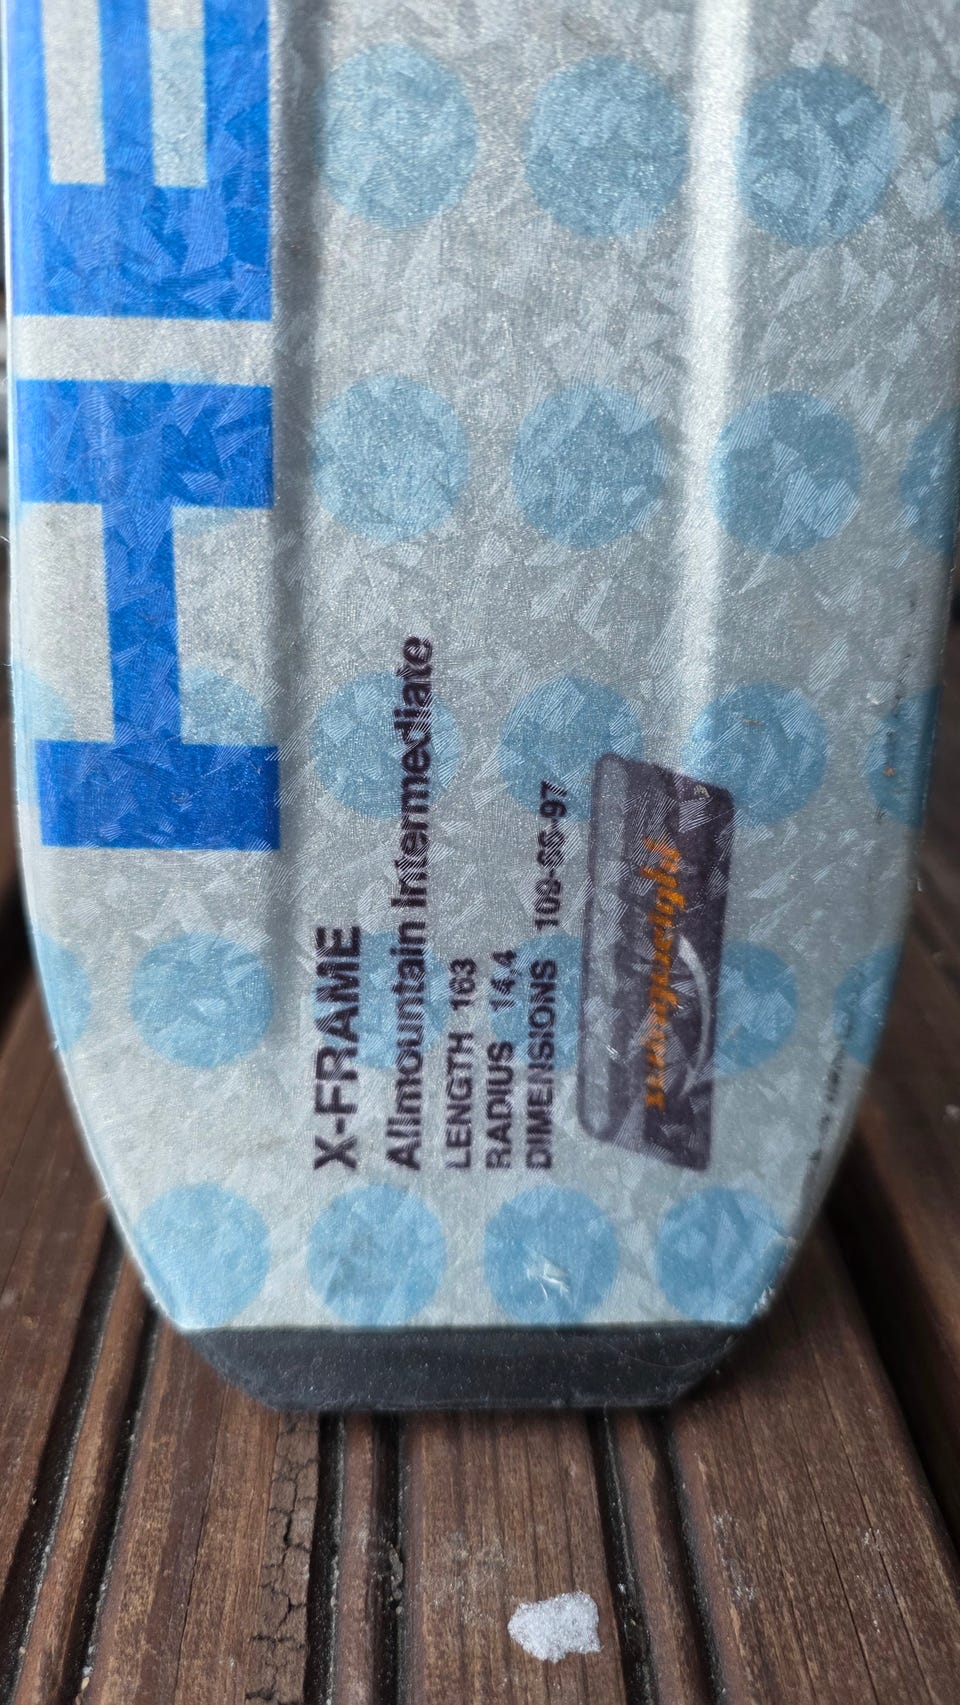 X-FRAME
Allmountain Intermediate
LENGTH 163
RADIUS 14,4
DIMENSIONS 109-66-97